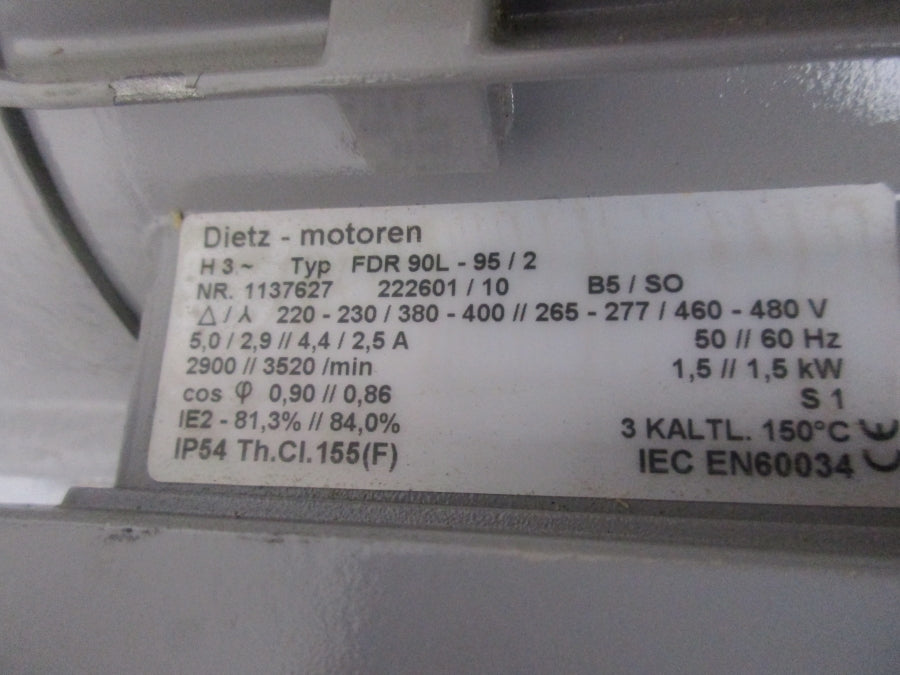 Dietz - motoren
H 3 ~ Typ FDR 90L - 95 / 2
NR. 1137627 222601 / 10 B5 / SO
△ / ⅄ 220 - 230 / 380 - 400 // 265 - 277 / 460 - 480 V
5,0 / 2,9 // 4,4 / 2,5 A 50 // 60 Hz
2900 // 3520 /min 1,5 // 1,5 kW
cos φ 0,90 // 0,86 S 1
IE2 - 81,3% // 84,0% 3 KALTL. 150°C
IP54 Th.Cl.155(F) IEC EN60034 CE